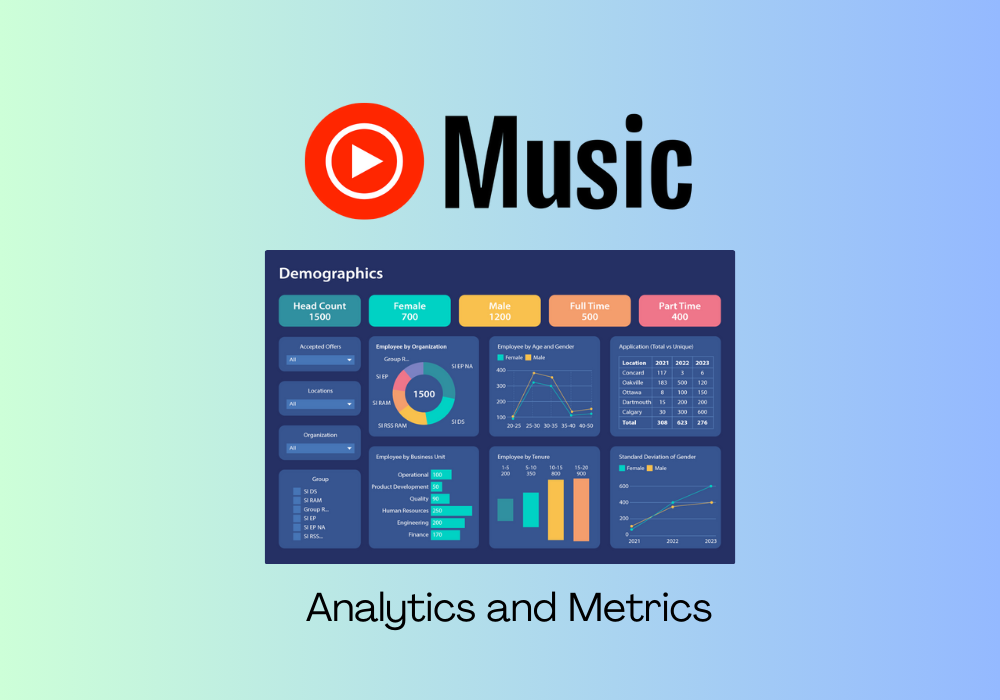 Music
Demographics
Head Count
1500
Female
700
Male
1200
Full Time
500
Part Time
400
Accepted Offers
All
Locations
All
Organization
All
Group
SI DS
SI RAM
Group R...
SI EP
SI EP NA
SI RSS...
Employee by Organization
Group R...
SI EP NA
SI EP
1500
SI RAM
SI RSS RAM
SI DS
Employee by Age and Gender
Female Male
400
300
200
100
20-25 25-30 30-35 35-40 40-50
Application (Total vs Unique)
Location 2021 2022 2023
Concard 117 3 6
Oakville 183 500 120
Ottawa 8 100 150
Dartmouth 15 200 200
Calgary 30 300 600
Total 308 623 276
Employee by Business Unit
Operational 100
Product Development 50
Quality 90
Human Resources 250
Engineering 200
Finance 170
Employee by Tenure
1-5 5-10 10-15 15-20
200 350 800 900
Standard Deviation of Gender
Female Male
600
400
200
0
2021 2022 2023
Analytics and Metrics